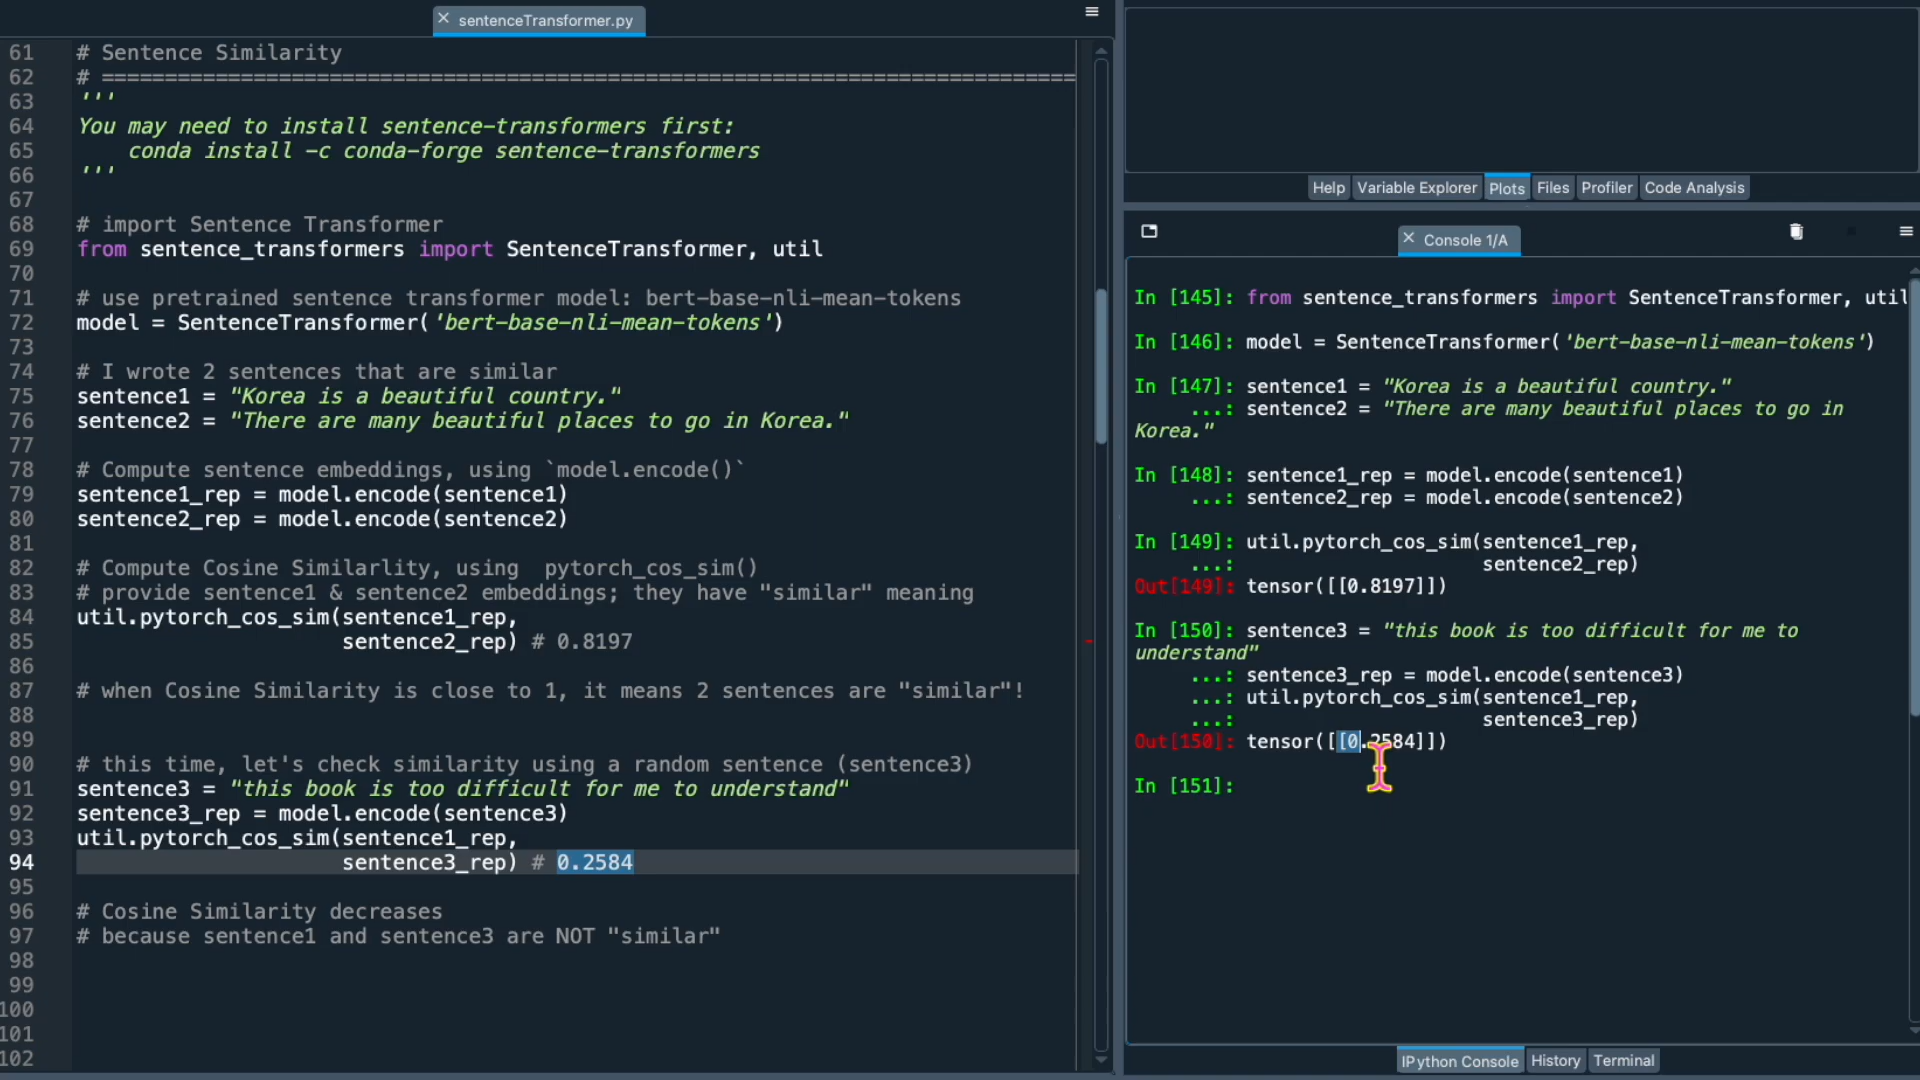 sentenceTransformer.py
61 # Sentence Similarity
62 # =============================================================================
63 '''
64 You may need to install sentence-transformers first:
65     conda install -c conda-forge sentence-transformers
66 '''
67
68 # import Sentence Transformer
69 from sentence_transformers import SentenceTransformer, util
70
71 # use pretrained sentence transformer model: bert-base-nli-mean-tokens
72 model = SentenceTransformer('bert-base-nli-mean-tokens')
73
74 # I wrote 2 sentences that are similar
75 sentence1 = "Korea is a beautiful country."
76 sentence2 = "There are many beautiful places to go in Korea."
77
78 # Compute sentence embeddings, using `model.encode()`
79 sentence1_rep = model.encode(sentence1)
80 sentence2_rep = model.encode(sentence2)
81
82 # Compute Cosine Similarlity, using  pytorch_cos_sim()
83 # provide sentence1 & sentence2 embeddings; they have "similar" meaning
84 util.pytorch_cos_sim(sentence1_rep,
85                      sentence2_rep) # 0.8197
86
87 # when Cosine Similarity is close to 1, it means 2 sentences are "similar"!
88
89
90 # this time, let's check similarity using a random sentence (sentence3)
91 sentence3 = "this book is too difficult for me to understand"
92 sentence3_rep = model.encode(sentence3)
93 util.pytorch_cos_sim(sentence1_rep,
94                      sentence3_rep) # 0.2584
95
96 # Cosine Similarity decreases
97 # because sentence1 and sentence3 are NOT "similar"
98
99
100
101
102
Help Variable Explorer Plots Files Profiler Code Analysis
Console 1/A
In [145]: from sentence_transformers import SentenceTransformer, util
In [146]: model = SentenceTransformer('bert-base-nli-mean-tokens')
In [147]: sentence1 = "Korea is a beautiful country."
     ...: sentence2 = "There are many beautiful places to go in
Korea."
In [148]: sentence1_rep = model.encode(sentence1)
     ...: sentence2_rep = model.encode(sentence2)
In [149]: util.pytorch_cos_sim(sentence1_rep,
     ...:                      sentence2_rep)
Out[149]: tensor([[0.8197]])
In [150]: sentence3 = "this book is too difficult for me to
understand"
     ...: sentence3_rep = model.encode(sentence3)
     ...: util.pytorch_cos_sim(sentence1_rep,
     ...:                      sentence3_rep)
Out[150]: tensor([[0.2584]])
In [151]:
IPython Console History Terminal